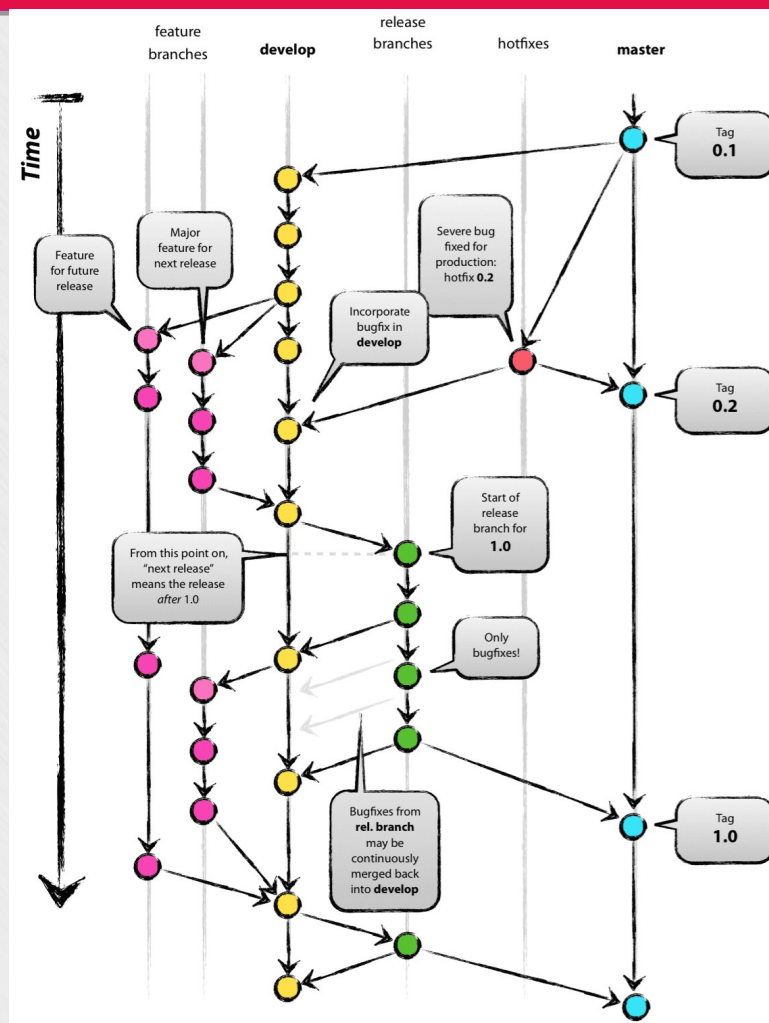 feature
branches
develop
release
branches
hotfixes
master
Time
Tag
0.1
Major
feature for
next release
Severe bug
fixed for
production:
hotfix 0.2
Feature
for future
release
Incorporate
bugfix in
develop
Tag
0.2
Start of
release
branch for
1.0
From this point on,
“next release”
means the release
after 1.0
Only
bugfixes!
Bugfixes from
rel. branch
may be
continuously
merged back
into develop
Tag
1.0